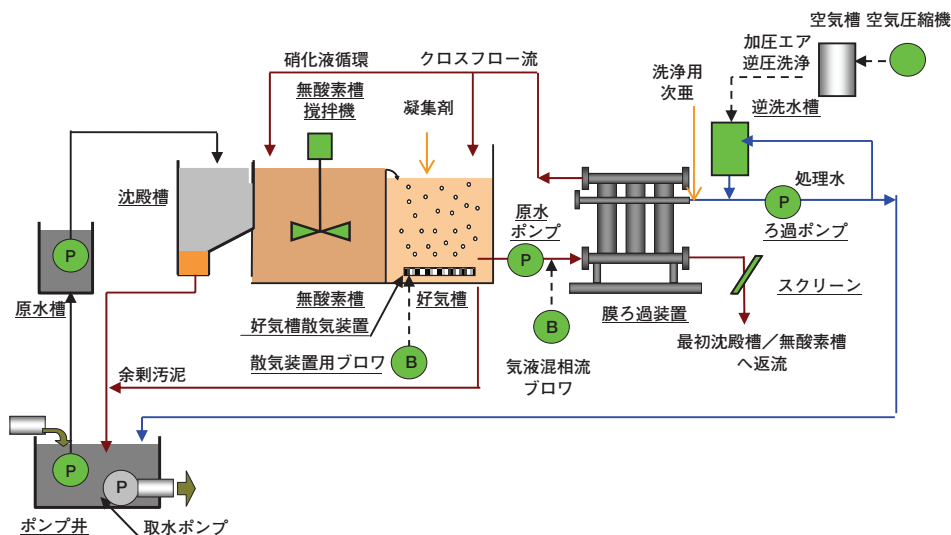 空気槽 空気圧縮機
加圧エア
逆圧洗浄
硝化液循環
クロスフロー流
洗浄用
次亜
無酸素槽
撹拌機
凝集剤
逆洗水槽
沈殿槽
処理水
P
ろ過ポンプ
原水
ポンプ
P
P
原水槽
無酸素槽
好気槽
スクリーン
膜ろ過装置
好気槽散気装置
B
散気装置用ブロワ
B
気液混相流
ブロワ
最初沈殿槽／無酸素槽
へ返流
余剰汚泥
P
P
ポンプ井
取水ポンプ